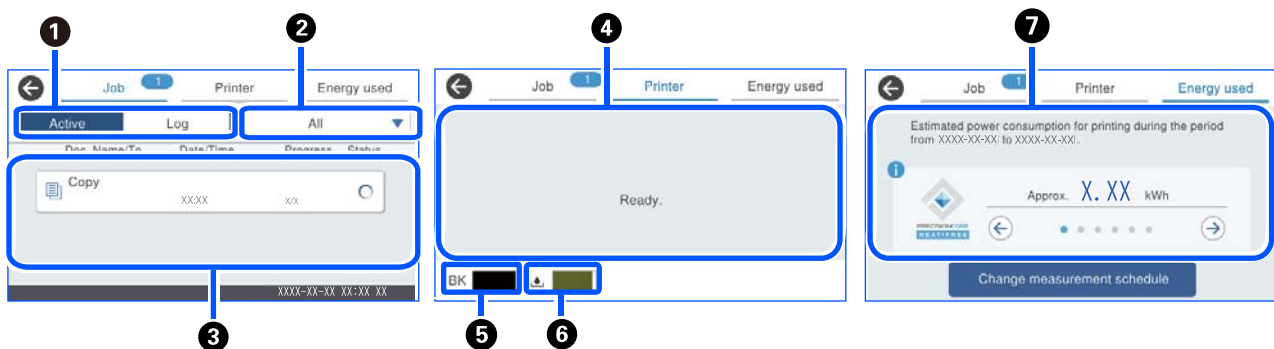 1 2 4 7
Job 1 Printer Energy used
Active Log All
Doc. Name/To Date/Time Progress Status
Copy
XX:XX X/X
XXXX-XX-XX XX:XX XX
3
Job 1 Printer Energy used
Ready.
BK
5 6
Job 1 Printer Energy used
Estimated power consumption for printing during the period
from XXXX-XX-XX to XXXX-XX-XX.
i
Approx. X.XX kWh
PRECISIONCORE
HEAT-FREE
Change measurement schedule